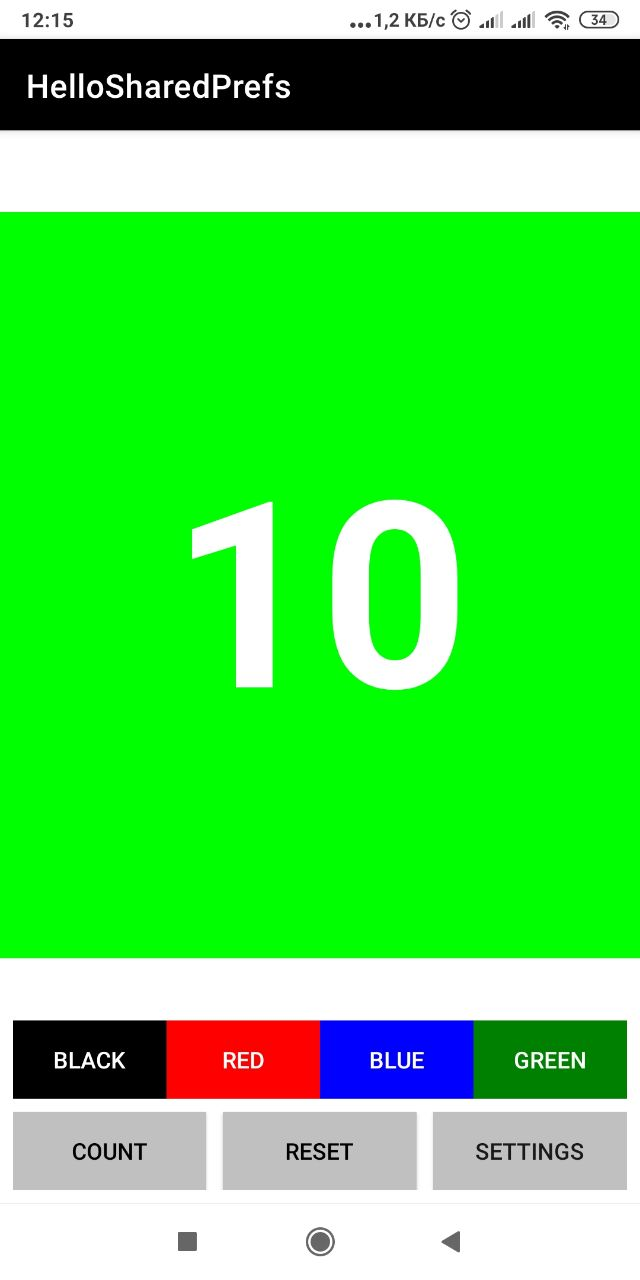 12:15 ...1,2 КБ/с 34
HelloSharedPrefs
10
BLACK RED BLUE GREEN
COUNT RESET SETTINGS